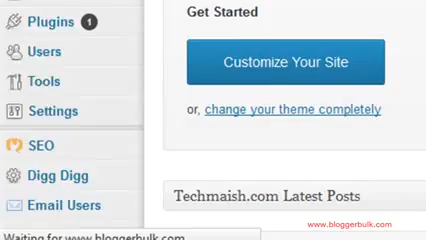 Plugins 1
Users
Tools
Settings
SEO
Digg Digg
Email Users
Get Started
Customize Your Site
or, change your theme completely
Techmaish.com Latest Posts
www.bloggerbulk.com
Waiting for www.bloggerbulk.com